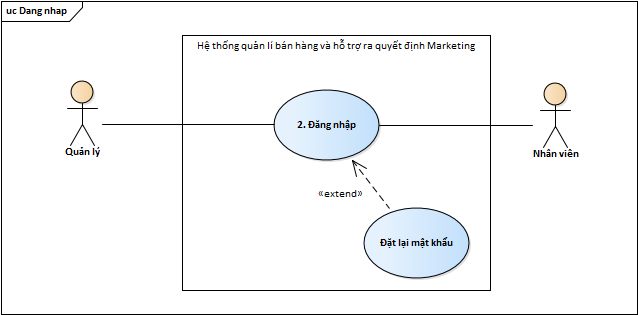 uc Dang nhap
Hệ thống quản lí bán hàng và hỗ trợ ra quyết định Marketing
2. Đăng nhập
Quản lý
Nhân viên
«extend»
Đặt lại mật khẩu